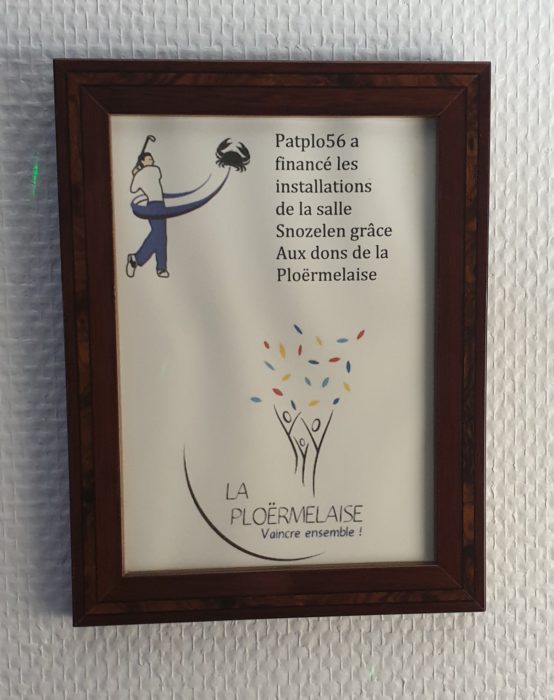 Patplo56 a
financé les
installations
de la salle
Snozelen grâce
Aux dons de la
Ploërmelaise
LA
PLOËRMELAISE
Vaincre ensemble !